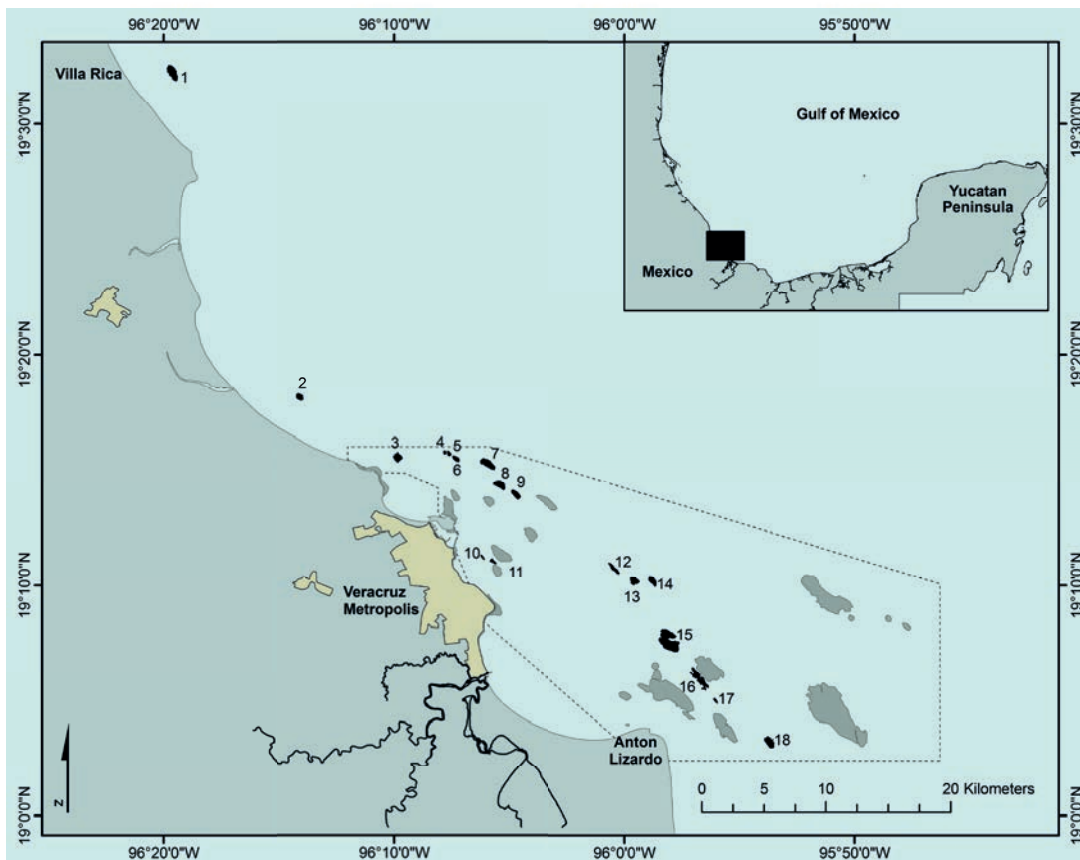 96°20'0"W 96°10'0"W 96°0'0"W 95°50'0"W
Villa Rica
1
19°30'0"N
19°30'0"N
Gulf of Mexico
Yucatan
Peninsula
Mexico
19°20'0"N
19°20'0"N
2
3
4
5
6
7
8
9
10
11
12
13
14
19°10'0"N
19°10'0"N
Veracruz
Metropolis
15
16
17
18
Anton
Lizardo
0 5 10 20 Kilometers
N
19°0'0"N
19°0'0"N
96°20'0"W 96°10'0"W 96°0'0"W 95°50'0"W